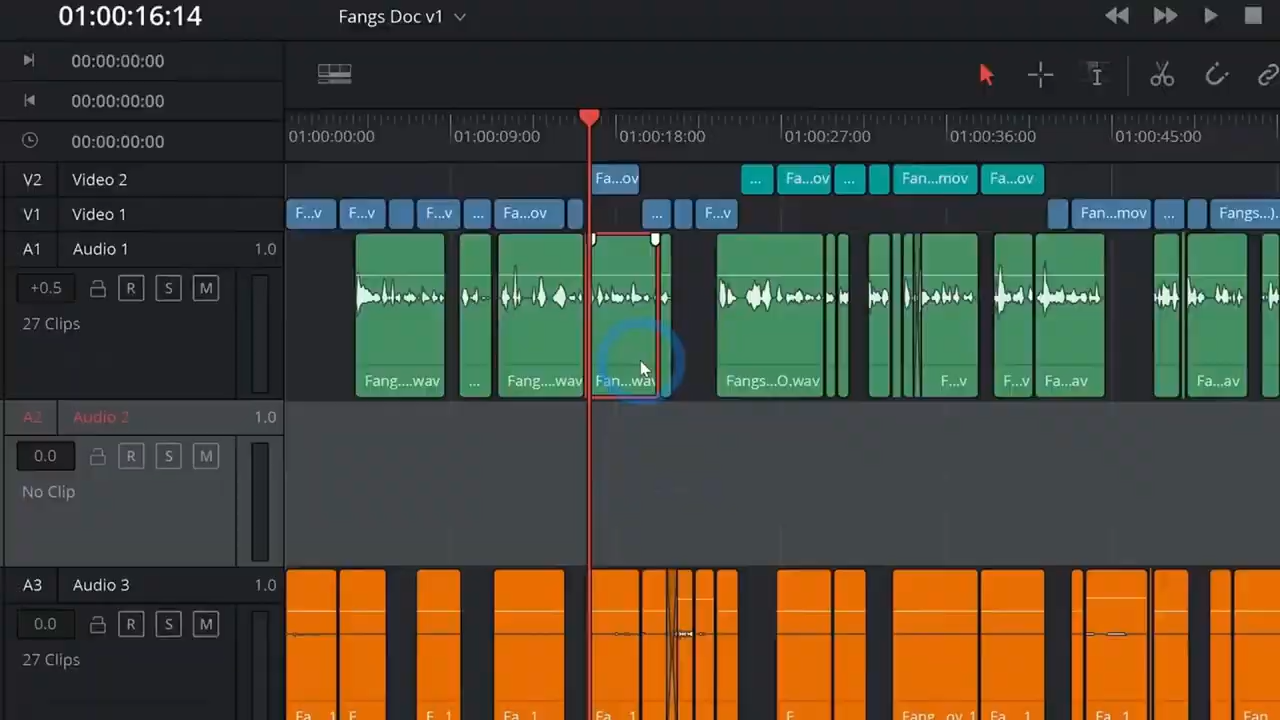 01:00:16:14 Fangs Doc v1
00:00:00:00
00:00:00:00
00:00:00:00
01:00:00:00 01:00:09:00 01:00:18:00 01:00:27:00 01:00:36:00 01:00:45:00
V2 Video 2 Fa...ov ... Fa...ov ... Fan...mov Fa...ov
V1 Video 1 F...v F...v F...v ... Fa...ov ... F...v Fan...mov ... Fangs...).
A1 Audio 1 1.0
+0.5 R S M
27 Clips
Fang....wav ... Fang....wav Fan...wav Fangs...O.wav F...v F...v Fa...av Fa...av
A2 Audio 2 1.0
0.0 R S M
No Clip
A3 Audio 3 1.0
0.0 R S M
27 Clips